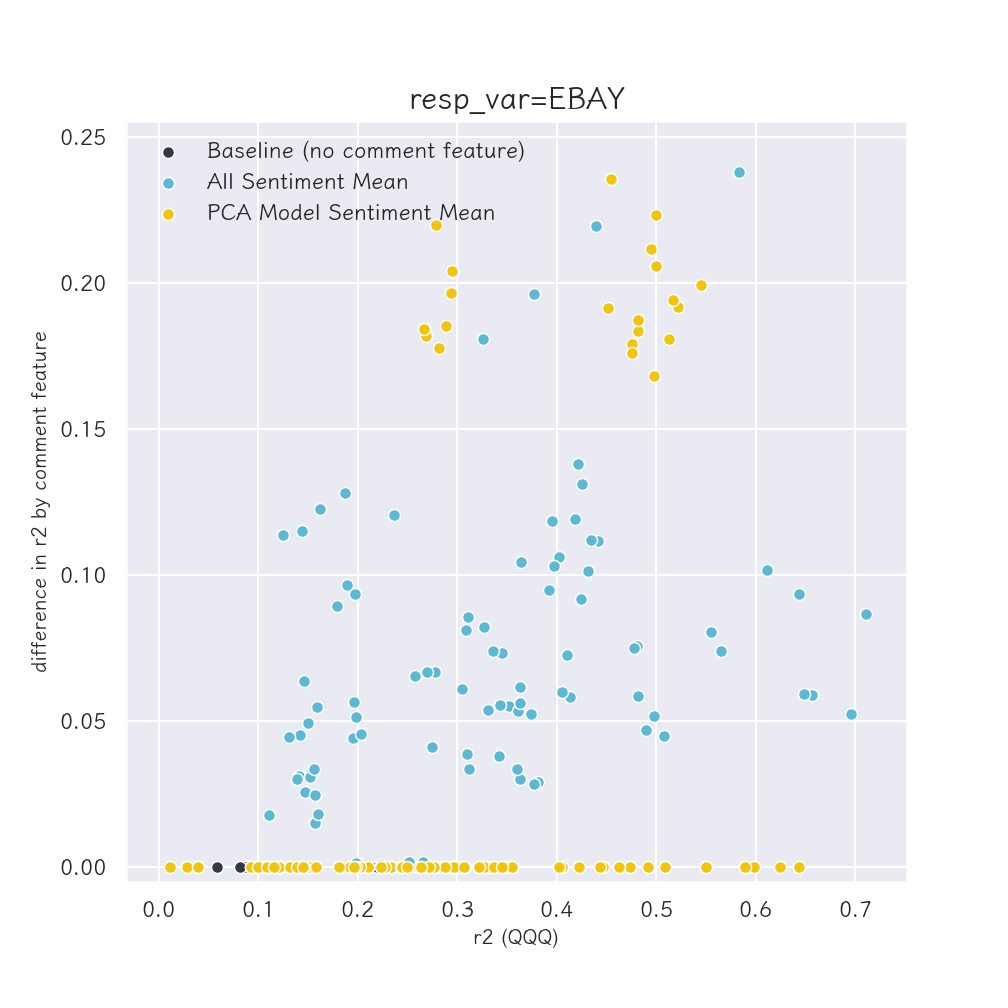 resp_var=EBAY
Baseline (no comment feature)
All Sentiment Mean
PCA Model Sentiment Mean
difference in r2 by comment feature
0.25
0.20
0.15
0.10
0.05
0.00
0.0 0.1 0.2 0.3 0.4 0.5 0.6 0.7
r2 (QQQ)